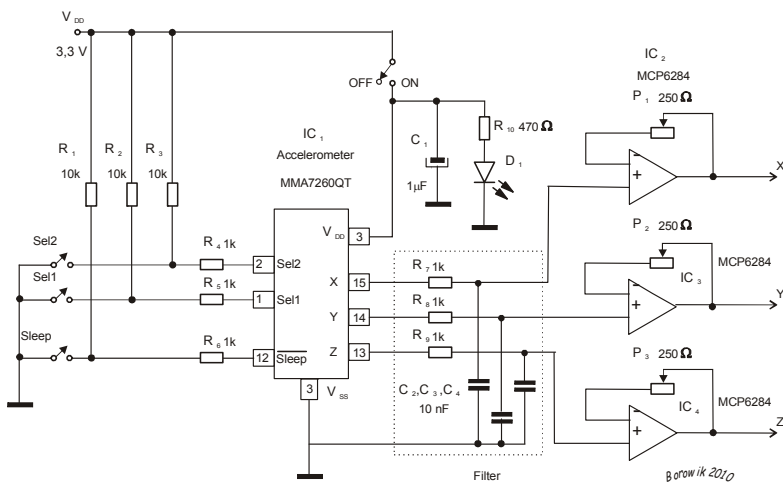 V DD
3,3 V
OFF
ON
IC 1
Accelerometer
MMA7260QT
R 1
10k
R 2
10k
R 3
10k
C 1
1µF
R 10 470 Ω
D 1
IC 2
MCP6284
P 1 250 Ω
X
P 2 250 Ω
IC 3
MCP6284
Y
P 3 250 Ω
IC 4
MCP6284
Z
Sel2
Sel1
Sleep
R 4 1k
R 5 1k
R 6 1k
2 Sel2
1 Sel1
12 Sleep
V DD 3
X 15
Y 14
Z 13
3 V SS
R 7 1k
R 8 1k
R 9 1k
C 2 ,C 3 ,C 4
10 nF
Filter
Borowik 2010